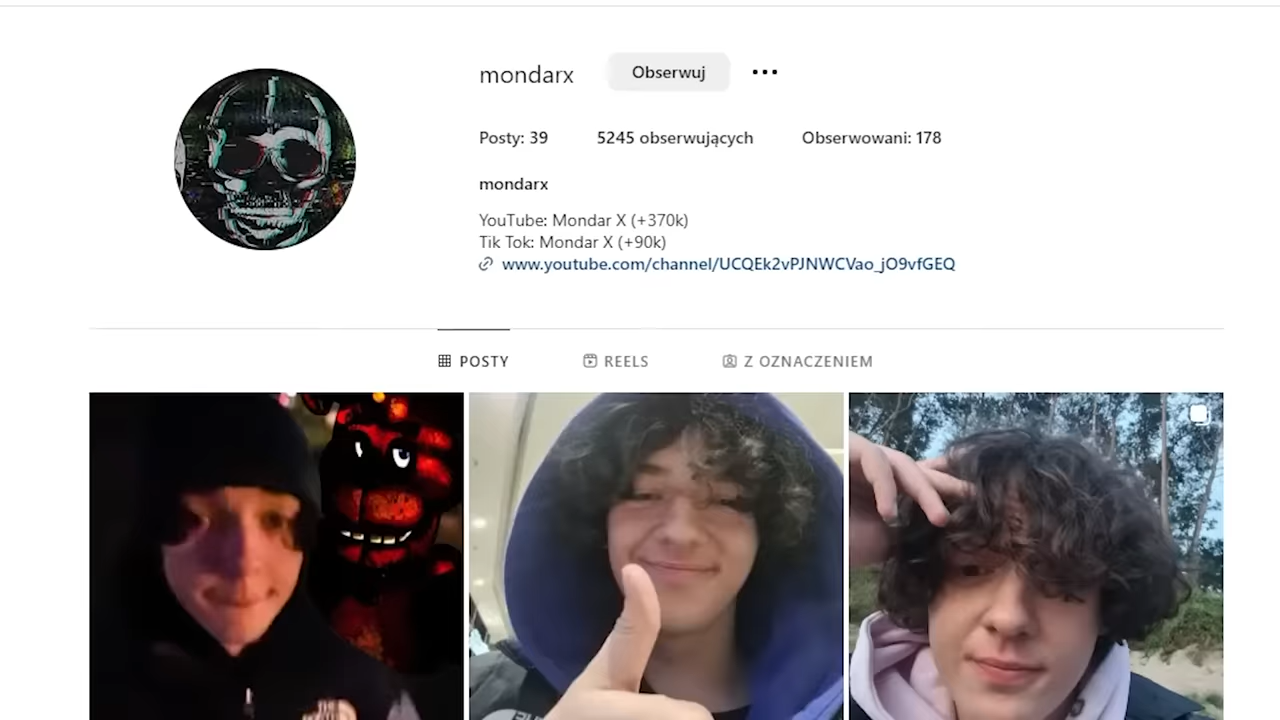 mondarx Obserwuj
Posty: 39 5245 obserwujących Obserwowani: 178
mondarx
YouTube: Mondar X (+370k)
Tik Tok: Mondar X (+90k)
www.youtube.com/channel/UCQEk2vPJNWCVao_jO9vfGEQ
POSTY REELS Z OZNACZENIEM